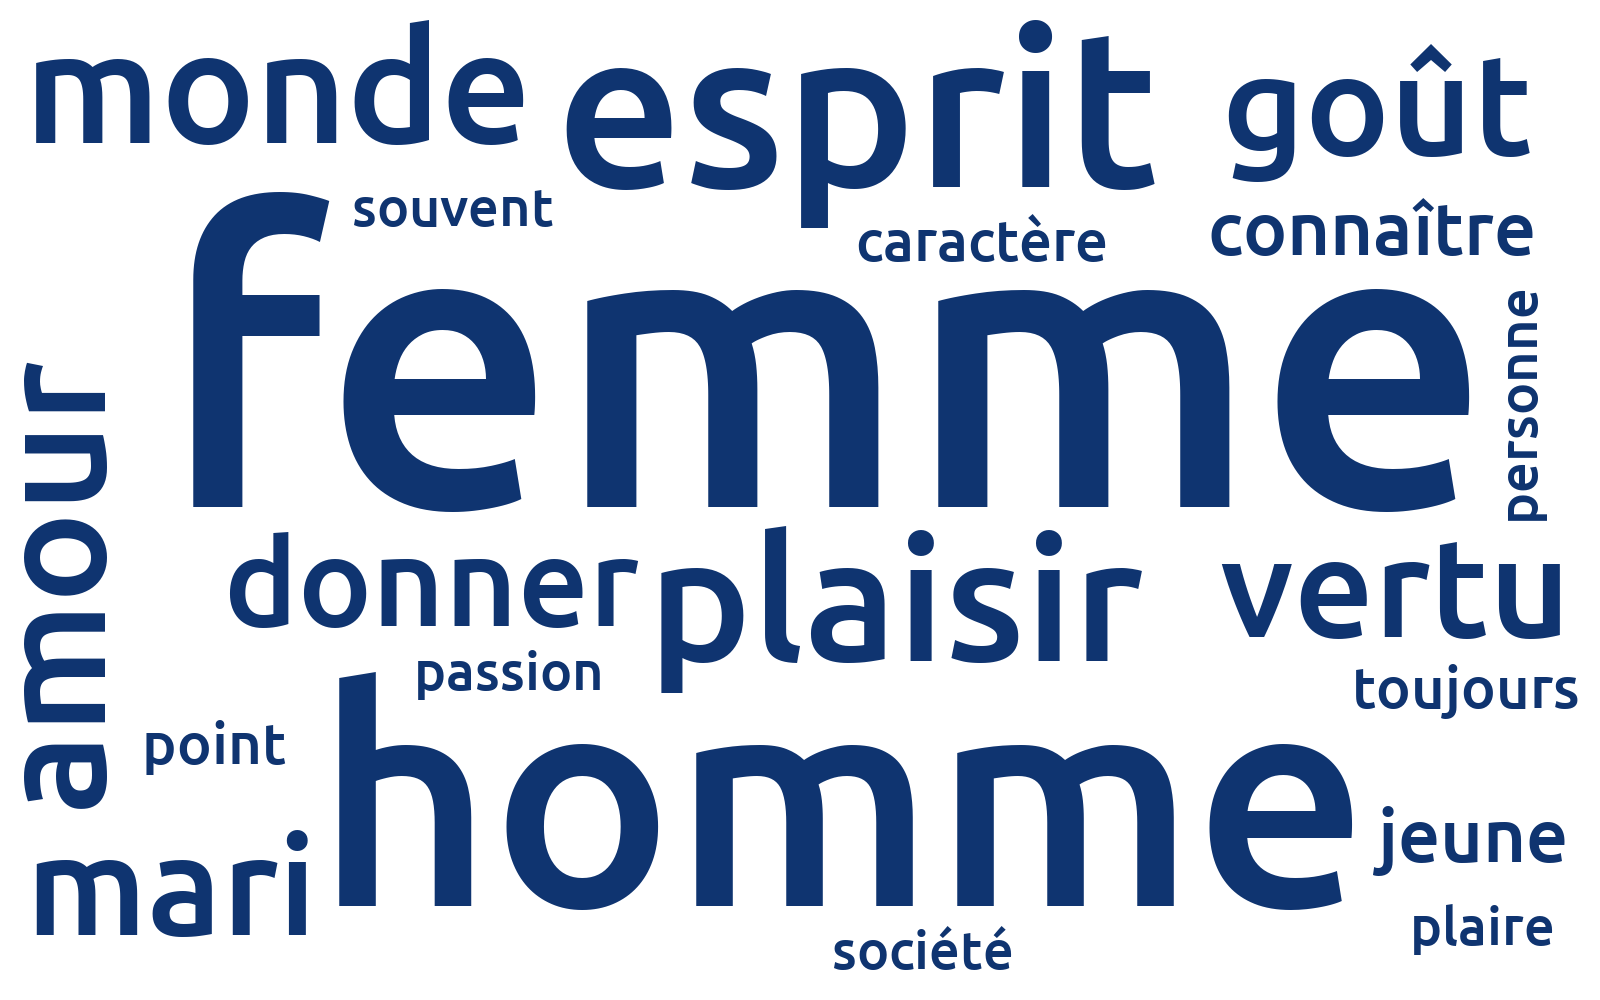 monde esprit goût
souvent caractère connaître
femme
personne
amour
donner plaisir vertu
passion toujours
point
homme
mari jeune
plaire
société